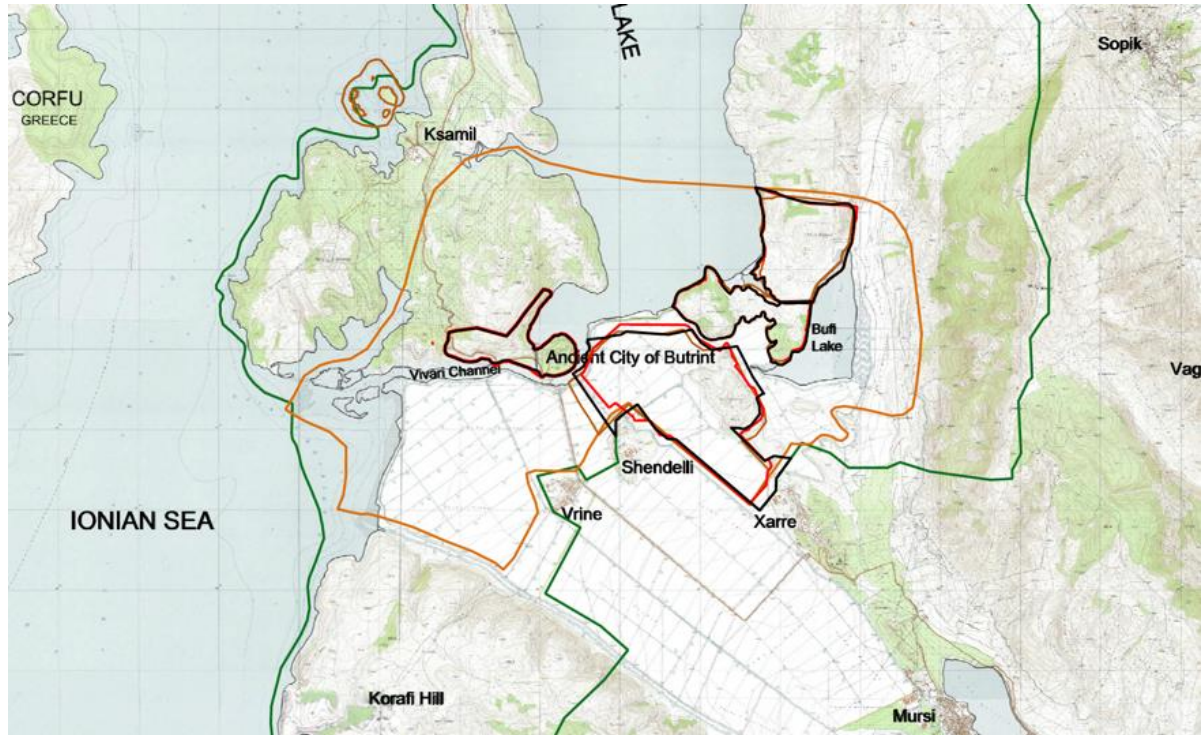 LAKE
Sopik
CORFU
GREECE
Ksamil
Bufi
Lake
Ancient City of Butrint
Vivari Channel
Vag
Shendelli
IONIAN SEA
Vrine
Xarre
Korafi Hill
Mursi